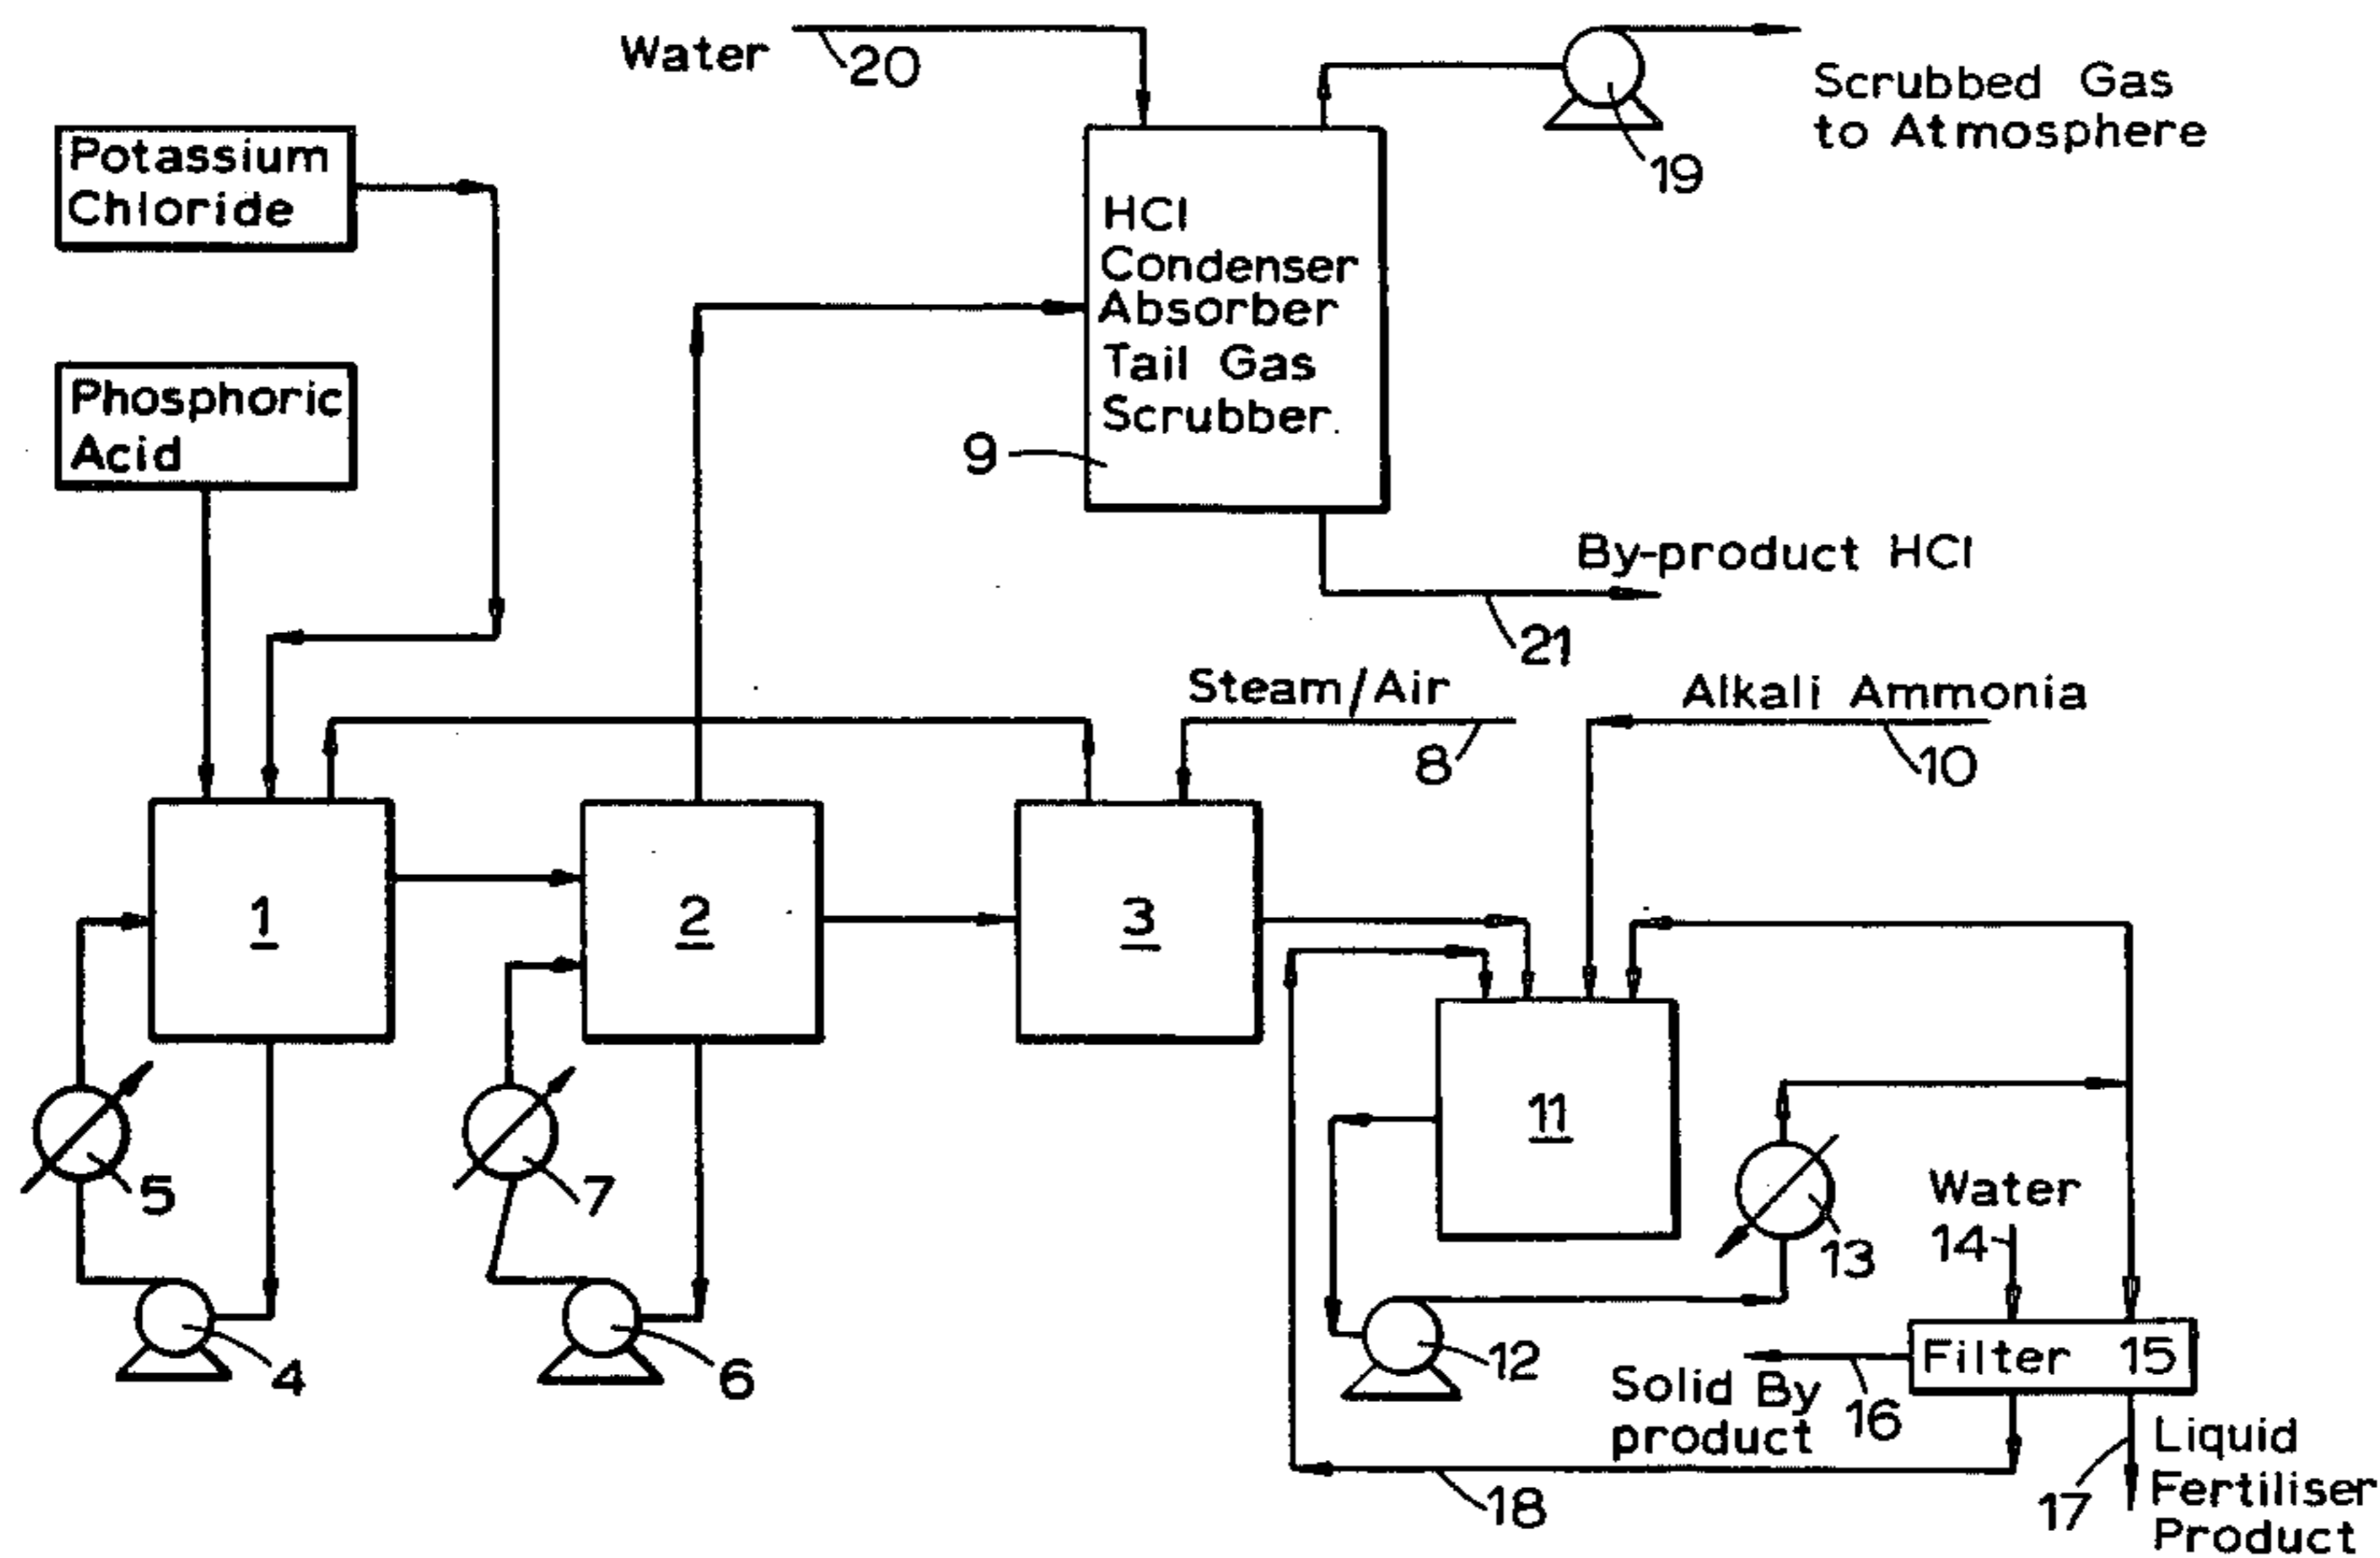 Water
20
Scrubbed Gas
to Atmosphere
19
Potassium
Chloride
HCl
Condenser
Absorber
Tail Gas
Scrubber.
9
Phosphoric
Acid
By-product HCl
21
Steam/Air
8
Alkali Ammonia
10
1
2
3
11
5
7
13
Water
14
4
6
12
Filter 15
Solid By
product
16
18
17
Liquid
Fertiliser
Product